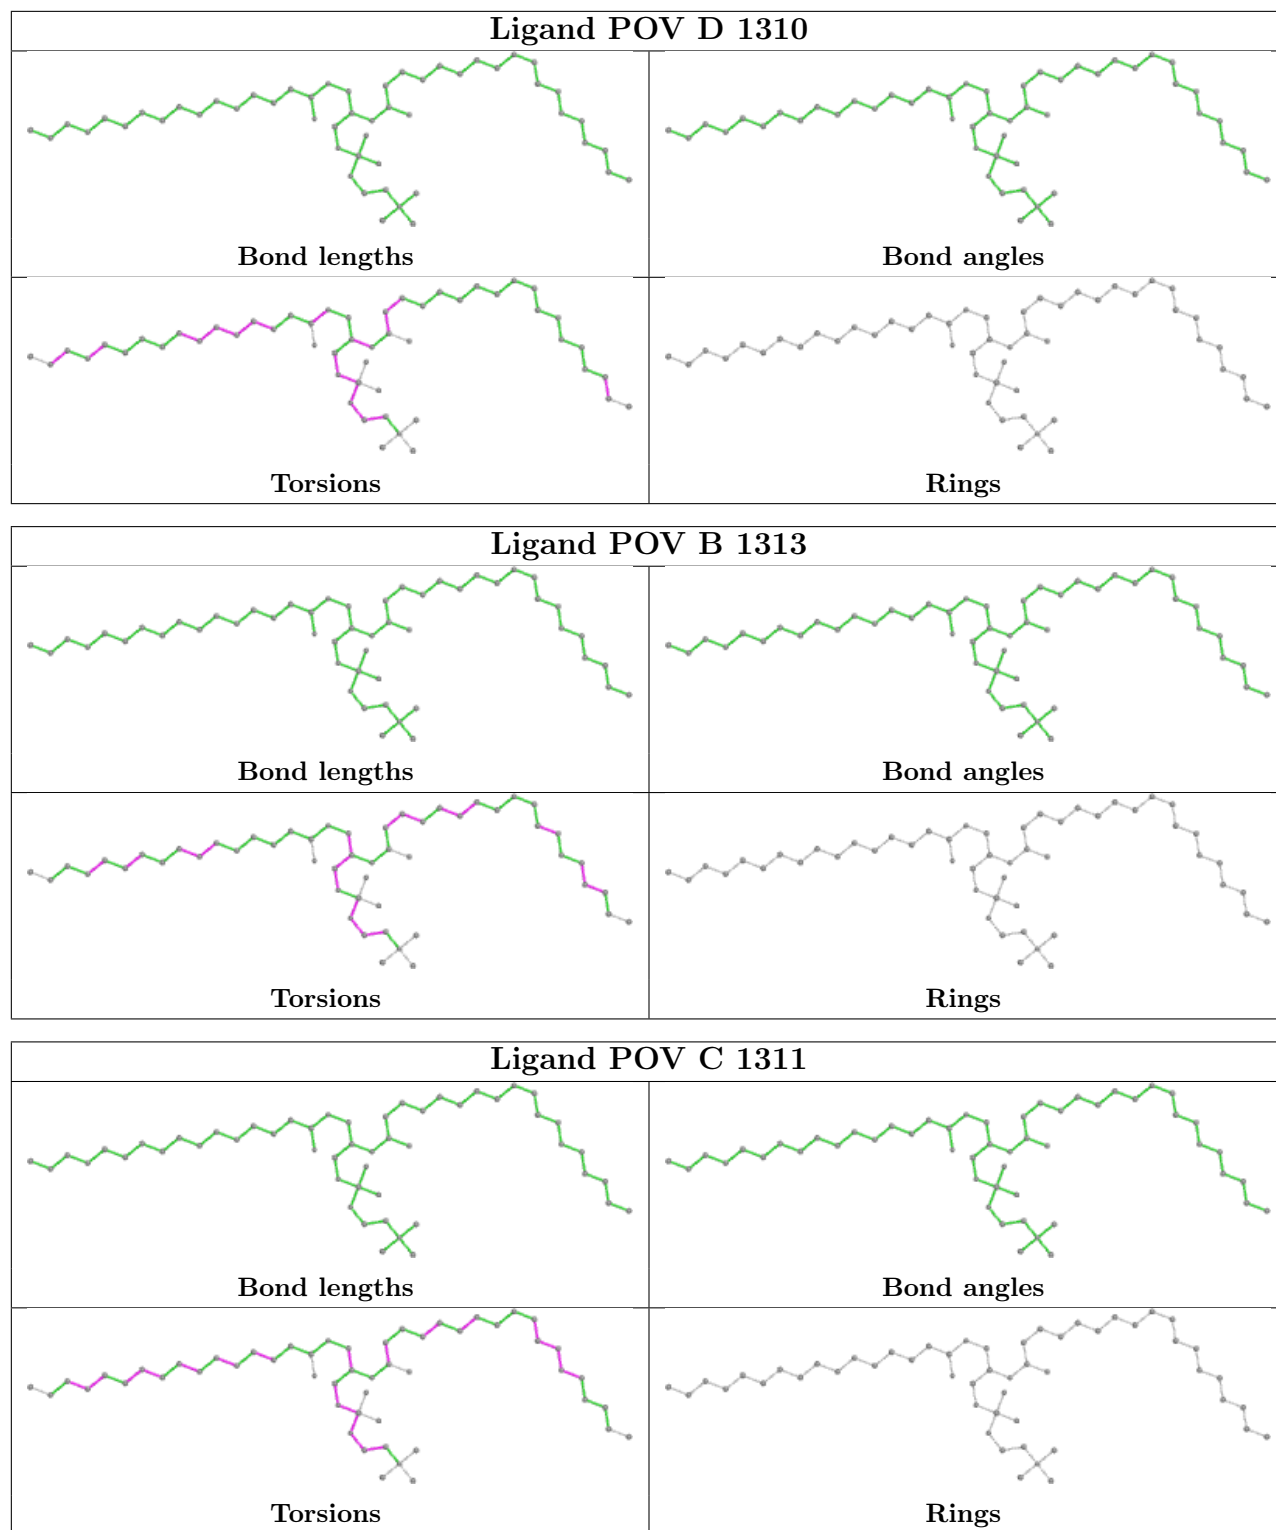 Ligand POV D 1310
Bond lengths
Bond angles
Torsions
Rings
Ligand POV B 1313
Bond lengths
Bond angles
Torsions
Rings
Ligand POV C 1311
Bond lengths
Bond angles
Torsions
Rings